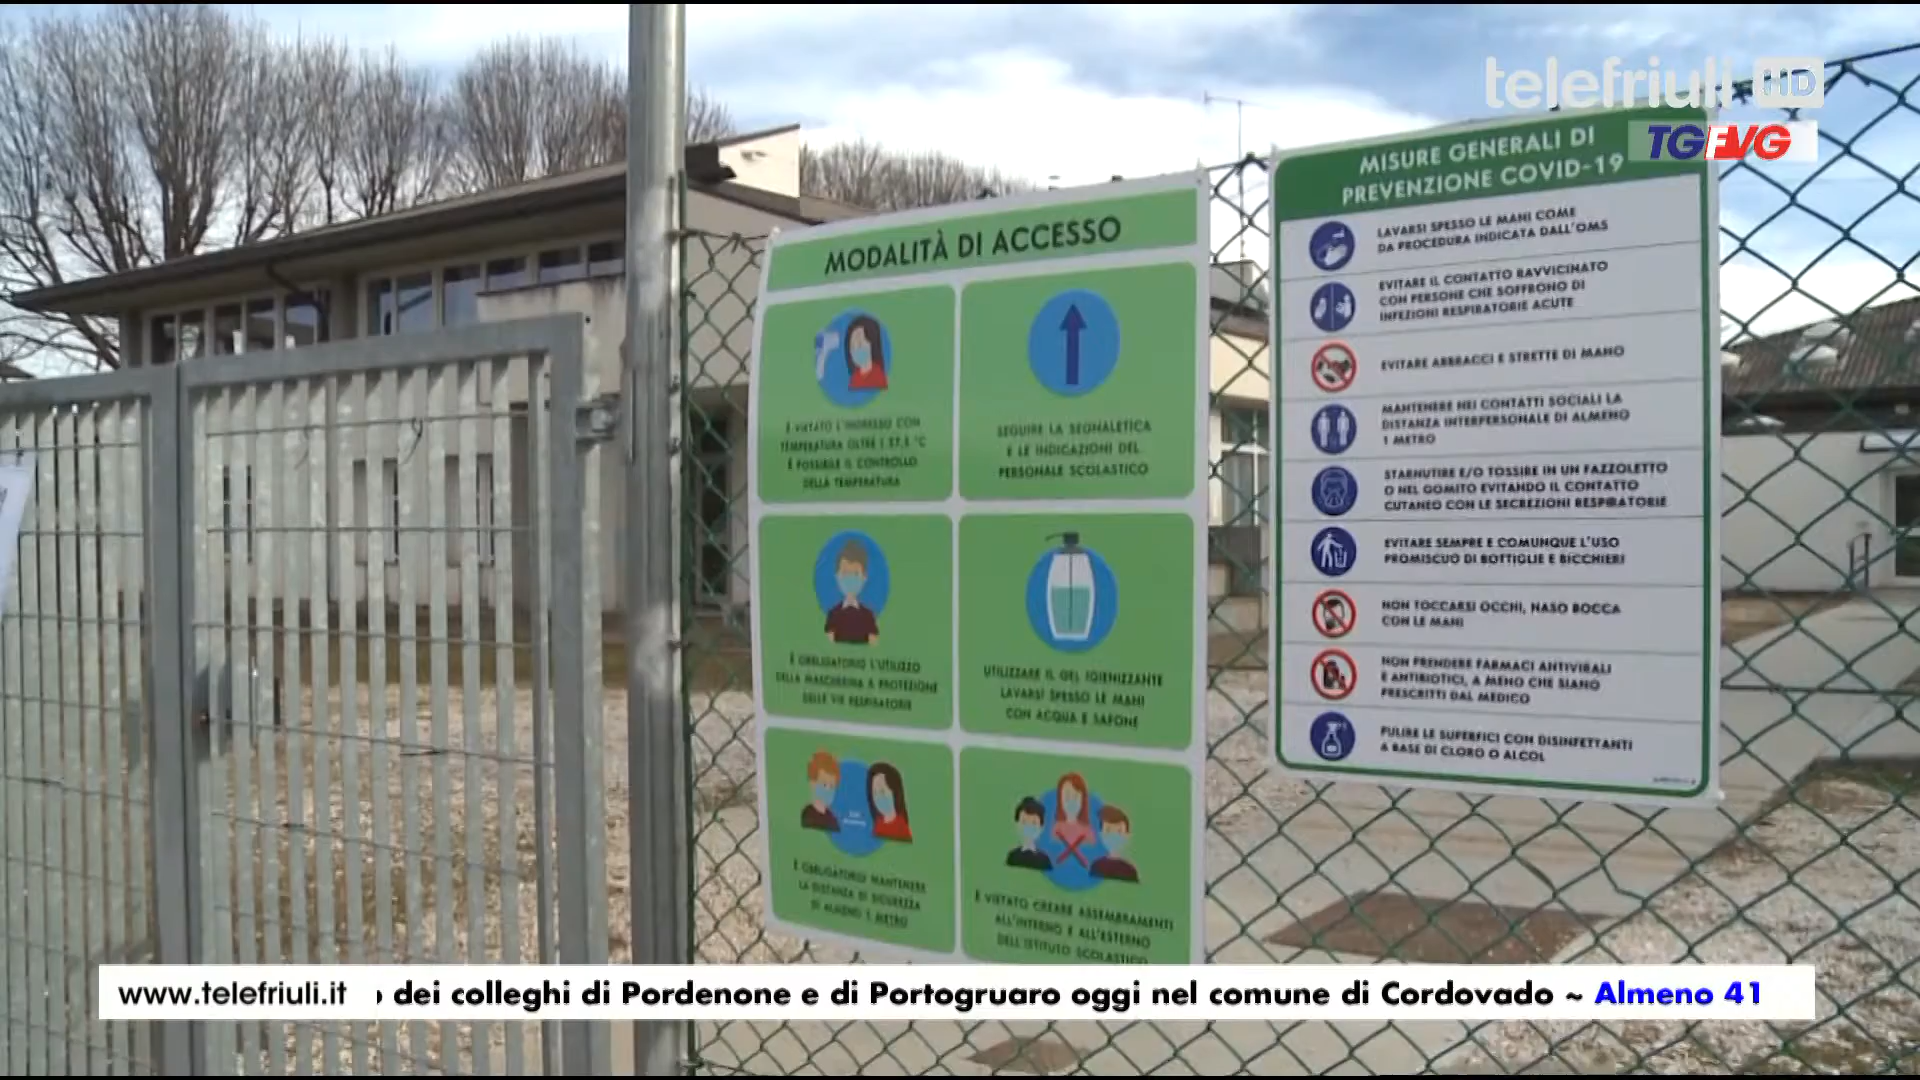 telefriuli HD
TGFVG
MODALITÀ DI ACCESSO
È VIETATO L'INGRESSO CON
TEMPERATURA OLTRE I 37,5 °C
È POSSIBILE IL CONTROLLO
DELLA TEMPERATURA
SEGUIRE LA SEGNALETICA
E LE INDICAZIONI DEL
PERSONALE SCOLASTICO
È OBBLIGATORIO L'UTILIZZO
DELLA MASCHERINA A PROTEZIONE
DELLE VIE RESPIRATORIE
UTILIZZARE IL GEL IGIENIZZANTE
LAVARSI SPESSO LE MANI
CON ACQUA E SAPONE
È OBBLIGATORIO MANTENERE
LA DISTANZA DI SICUREZZA
DI ALMENO 1 METRO
È VIETATO CREARE ASSEMBRAMENTI
ALL'INTERNO E ALL'ESTERNO
DELL'ISTITUTO SCOLASTICO
MISURE GENERALI DI
PREVENZIONE COVID-19
LAVARSI SPESSO LE MANI COME
DA PROCEDURA INDICATA DALL'OMS
EVITARE IL CONTATTO RAVVICINATO
CON PERSONE CHE SOFFRONO DI
INFEZIONI RESPIRATORIE ACUTE
EVITARE ABBRACCI E STRETTE DI MANO
MANTENERE NEI CONTATTI SOCIALI LA
DISTANZA INTERPERSONALE DI ALMENO
1 METRO
STARNUTIRE E/O TOSSIRE IN UN FAZZOLETTO
O NEL GOMITO EVITANDO IL CONTATTO
CUTANEO CON LE SECREZIONI RESPIRATORIE
EVITARE SEMPRE E COMUNQUE L'USO
PROMISCUO DI BOTTIGLIE E BICCHIERI
NON TOCCARSI OCCHI, NASO BOCCA
CON LE MANI
NON PRENDERE FARMACI ANTIVIRALI
E ANTIBIOTICI, A MENO CHE SIANO
PRESCRITTI DAL MEDICO
PULIRE LE SUPERFICI CON DISINFETTANTI
A BASE DI CLORO O ALCOL
www.telefriuli.it dei colleghi di Pordenone e di Portogruaro oggi nel comune di Cordovado ~ Almeno 41